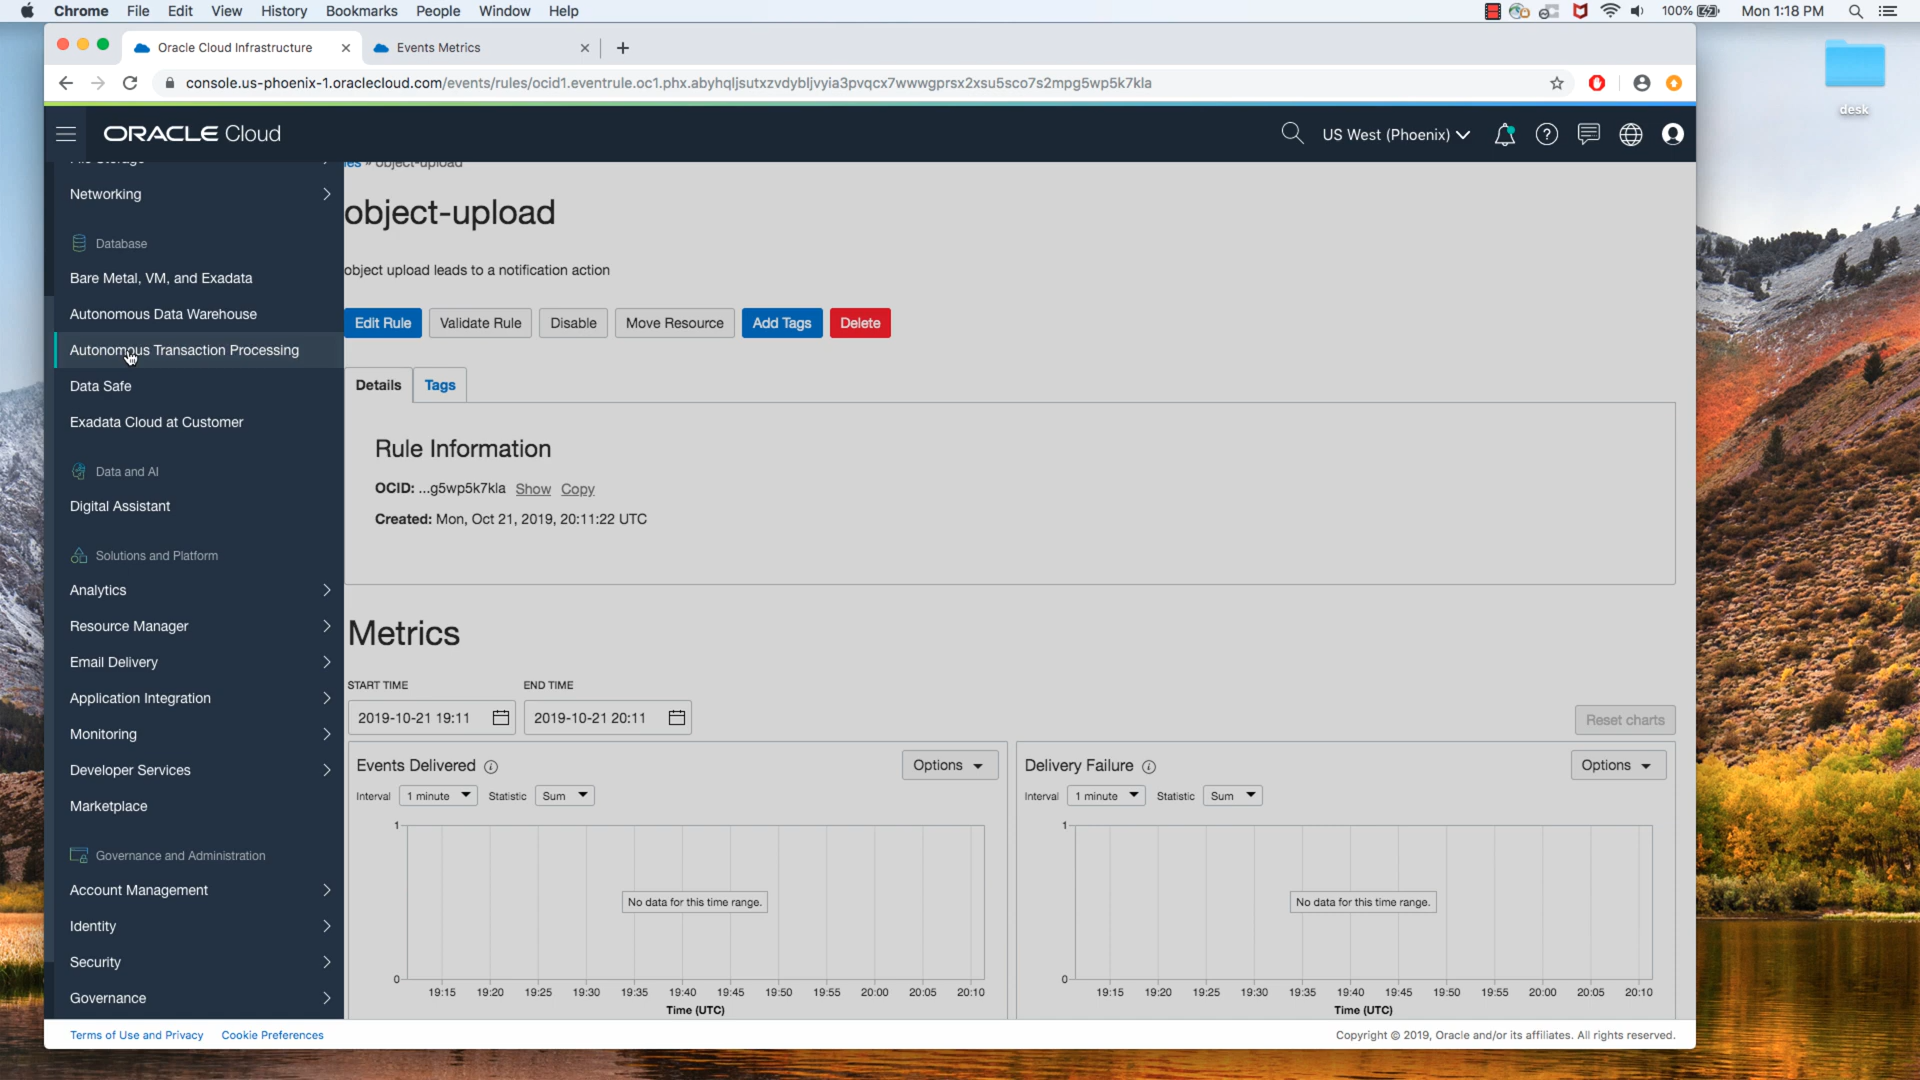 Chrome File Edit View History Bookmarks People Window Help
100% Mon 1:18 PM
Oracle Cloud Infrastructure
Events Metrics
console.us-phoenix-1.oraclecloud.com/events/rules/ocid1.eventrule.oc1.phx.abyhqljsutxzvdybljvyia3pvqcx7wwwgprsx2xsu5sco7s2mpg5wp5k7kla
desk
ORACLE Cloud
US West (Phoenix)
File Storage
Networking
Database
Bare Metal, VM, and Exadata
Autonomous Data Warehouse
Autonomous Transaction Processing
Data Safe
Exadata Cloud at Customer
Data and AI
Digital Assistant
Solutions and Platform
Analytics
Resource Manager
Email Delivery
Application Integration
Monitoring
Developer Services
Marketplace
Governance and Administration
Account Management
Identity
Security
Governance
» object-upload
object-upload
object upload leads to a notification action
Edit Rule Validate Rule Disable Move Resource Add Tags Delete
Details Tags
Rule Information
OCID: ...g5wp5k7kla Show Copy
Created: Mon, Oct 21, 2019, 20:11:22 UTC
Metrics
START TIME END TIME
2019-10-21 19:11 2019-10-21 20:11
Reset charts
Events Delivered Options
Interval 1 minute Statistic Sum
1
No data for this time range.
0
19:15 19:20 19:25 19:30 19:35 19:40 19:45 19:50 19:55 20:00 20:05 20:10
Time (UTC)
Delivery Failure Options
Interval 1 minute Statistic Sum
1
No data for this time range.
0
19:15 19:20 19:25 19:30 19:35 19:40 19:45 19:50 19:55 20:00 20:05 20:10
Time (UTC)
Terms of Use and Privacy Cookie Preferences
Copyright © 2019, Oracle and/or its affiliates. All rights reserved.